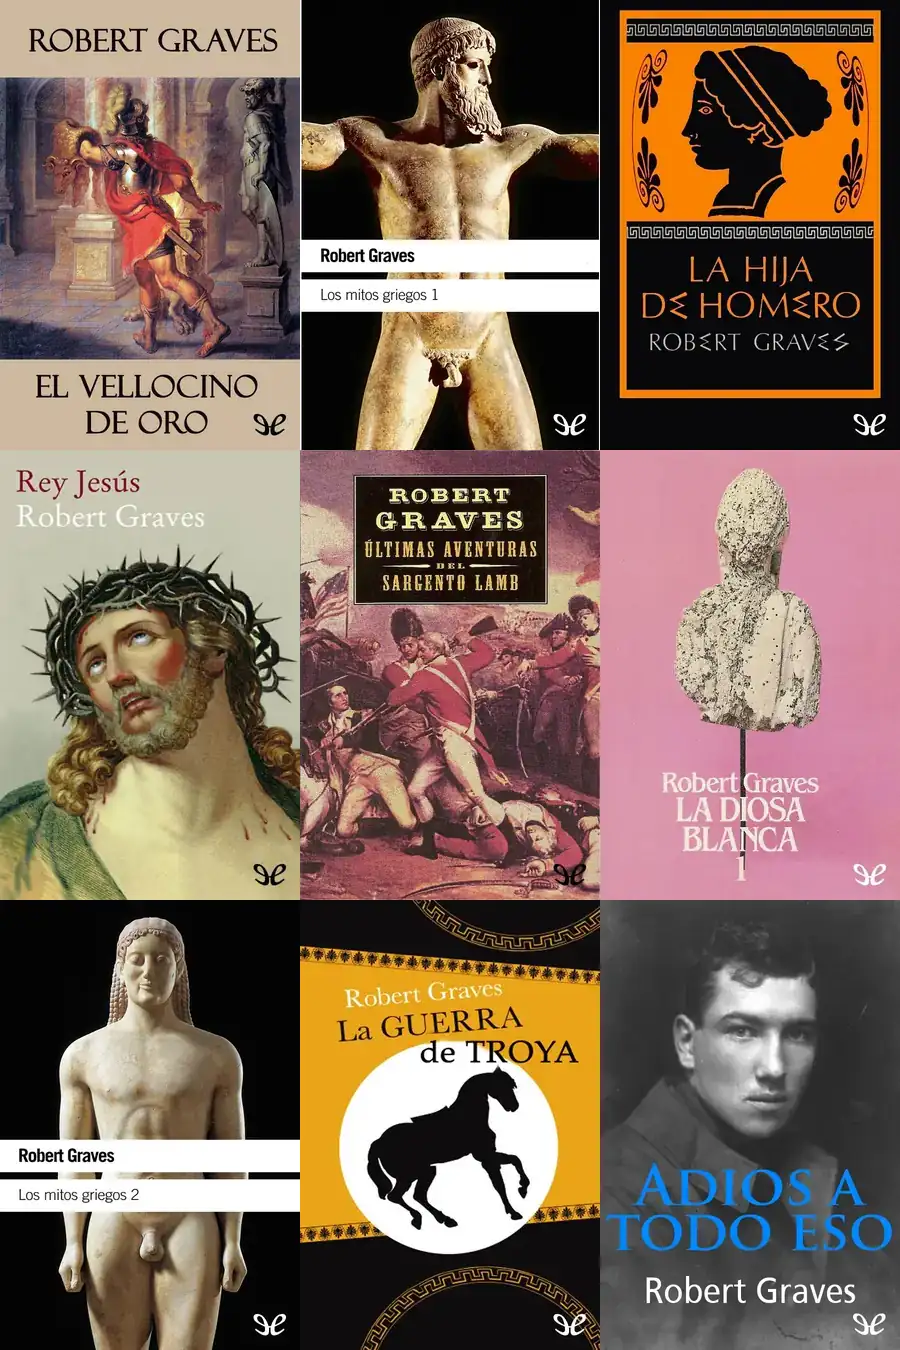 ROBERT GRAVES
EL VELLOCINO
DE ORO
Robert Graves
Los mitos griegos 1
LA HIJA
DE HOMERO
ROBERT GRAVES
Rey Jesús
Robert Graves
ROBERT
GRAVES
ÚLTIMAS AVENTURAS
DEL
SARGENTO LAMB
Robert Graves
LA DIOSA
BLANCA
1
Robert Graves
Los mitos griegos 2
Robert Graves
La GUERRA
de TROYA
ADIOS A
TODO ESO
Robert Graves